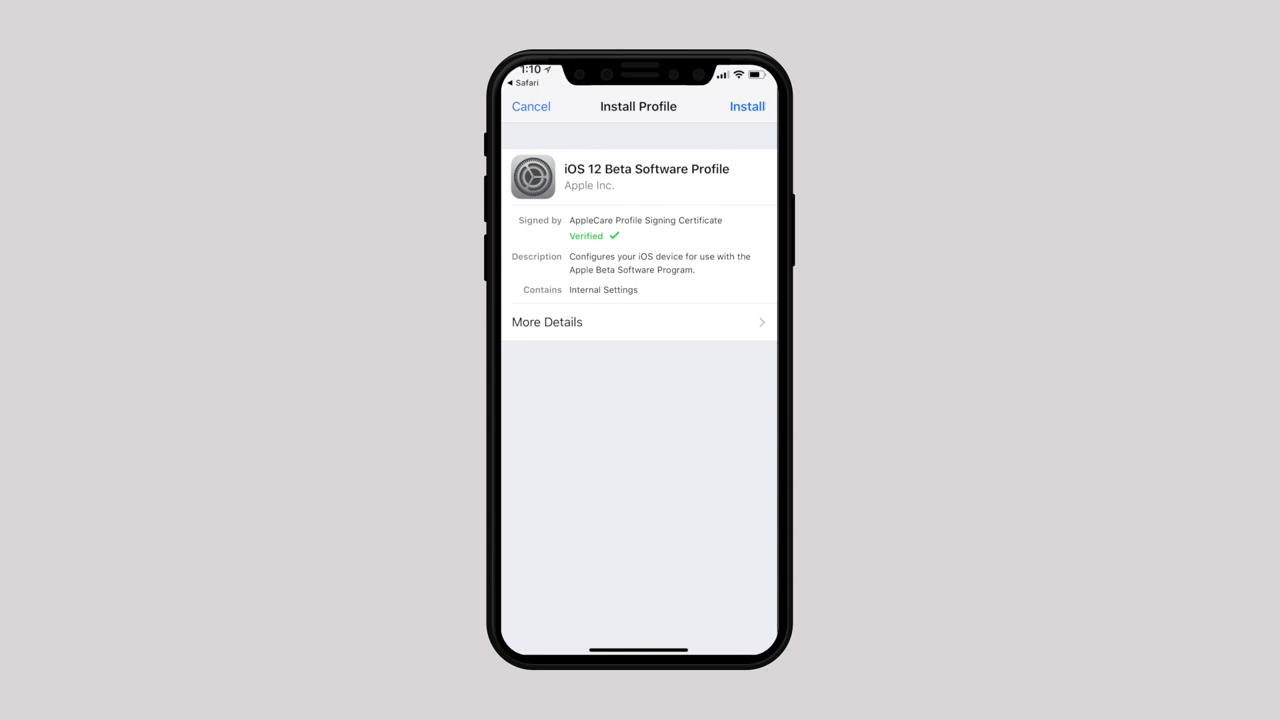 1:10
Safari
Cancel Install Profile Install
iOS 12 Beta Software Profile
Apple Inc.
Signed by AppleCare Profile Signing Certificate
Verified
Description Configures your iOS device for use with the
Apple Beta Software Program.
Contains Internal Settings
More Details